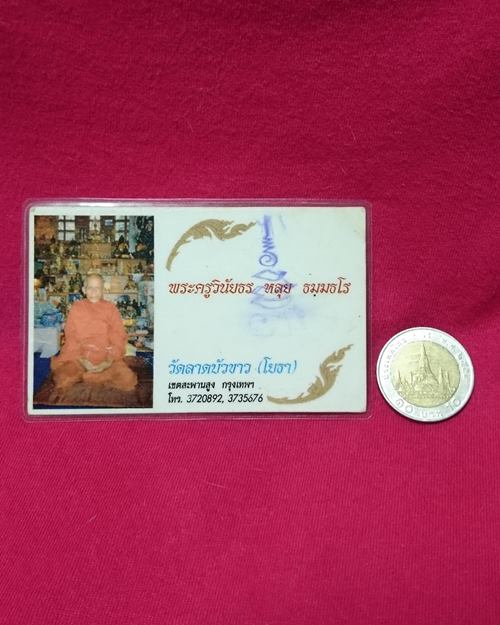 พระครูวินัยธร หลุย ธมฺมธโร
วัดลาดบัวขาว (โยธา)
เขตสะพานสูง กรุงเทพฯ
โทร. 3720892, 3735676